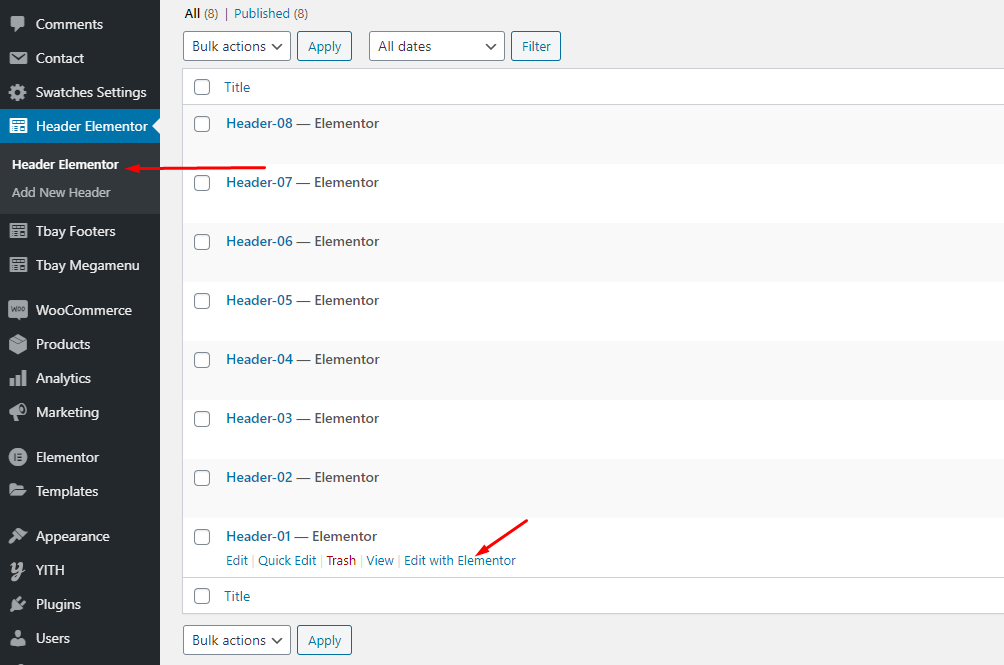 Comments
Contact
Swatches Settings
Header Elementor
Header Elementor
Add New Header
Tbay Footers
Tbay Megamenu
WOO WooCommerce
Products
Analytics
Marketing
Elementor
Templates
Appearance
YITH
Plugins
Users
All (8) | Published (8)
Bulk actions Apply All dates Filter
Title
Header-08 — Elementor
Header-07 — Elementor
Header-06 — Elementor
Header-05 — Elementor
Header-04 — Elementor
Header-03 — Elementor
Header-02 — Elementor
Header-01 — Elementor
Edit | Quick Edit | Trash | View | Edit with Elementor
Title
Bulk actions Apply